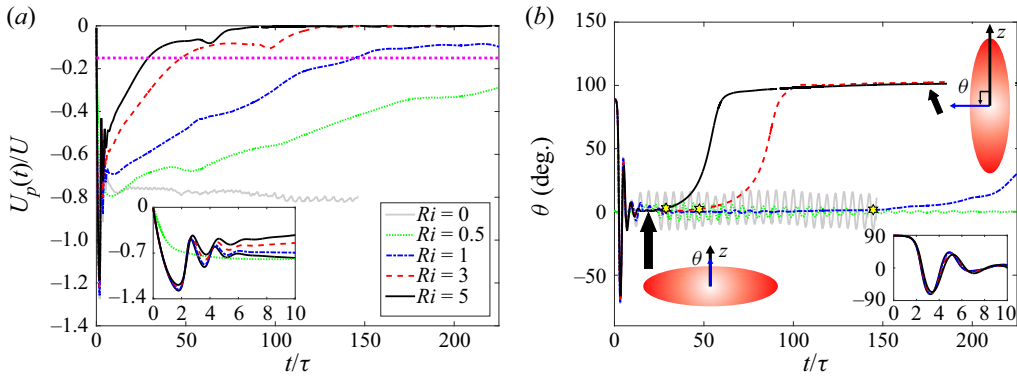 (a)
0
−0.2
−0.4
−0.6
−0.8
−1.0
−1.2
−1.4
U_p(t)/U
0
−0.7
−1.4
0 2 4 6 8 10
Ri = 0
Ri = 0.5
Ri = 1
Ri = 3
Ri = 5
0 50 100 150 200
t/τ
(b)
150
100
50
0
−50
θ (deg.)
z
θ
θ z
90
0
−90
0 2 4 6 8 10
0 50 100 150 200
t/τ